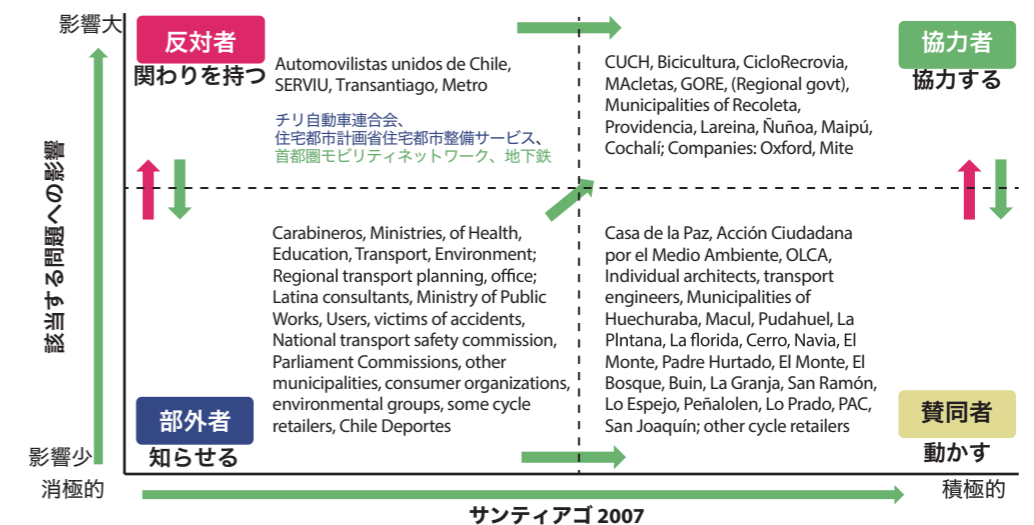 影響大
反対者
関わりを持つ
Automovilistas unidos de Chile,
SERVIU, Transantiago, Metro
チリ自動車連合会、
住宅都市計画省住宅都市整備サービス、
首都圏モビリティネットワーク、地下鉄
CUCH, Bicicultura, CicloRecrovia,
MAcletas, GORE, (Regional govt),
Municipalities of Recoleta,
Providencia, Lareina, Ñuñoa, Maipú,
Cochalí; Companies: Oxford, Mite
協力者
協力する
該当する問題への影響
Carabineros, Ministries, of Health,
Education, Transport, Environment;
Regional transport planning, office;
Latina consultants, Ministry of Public
Works, Users, victims of accidents,
National transport safety commission,
Parliament Commissions, other
municipalities, consumer organizations,
environmental groups, some cycle
retailers, Chile Deportes
Casa de la Paz, Acción Ciudadana
por el Medio Ambiente, OLCA,
Individual architects, transport
engineers, Municipalities of
Huechuraba, Macul, Pudahuel, La
PIntana, La florida, Cerro, Navia, El
Monte, Padre Hurtado, El Monte, El
Bosque, Buin, La Granja, San Ramón,
Lo Espejo, Peñalolen, Lo Prado, PAC,
San Joaquín; other cycle retailers
部外者
知らせる
賛同者
動かす
影響少
消極的
積極的
サンティアゴ 2007